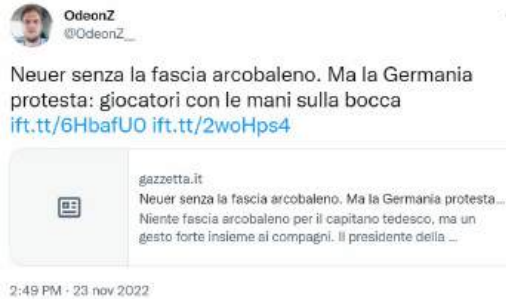 OdeonZ
@OdeonZ__
Neuer senza la fascia arcobaleno. Ma la Germania
protesta: giocatori con le mani sulla bocca
ift.tt/6HbafU0 ift.tt/2woHps4
gazzetta.it
Neuer senza la fascia arcobaleno. Ma la Germania protesta...
Niente fascia arcobaleno per il capitano tedesco, ma un
gesto forte insieme ai compagni. Il presidente della ...
2:49 PM · 23 nov 2022